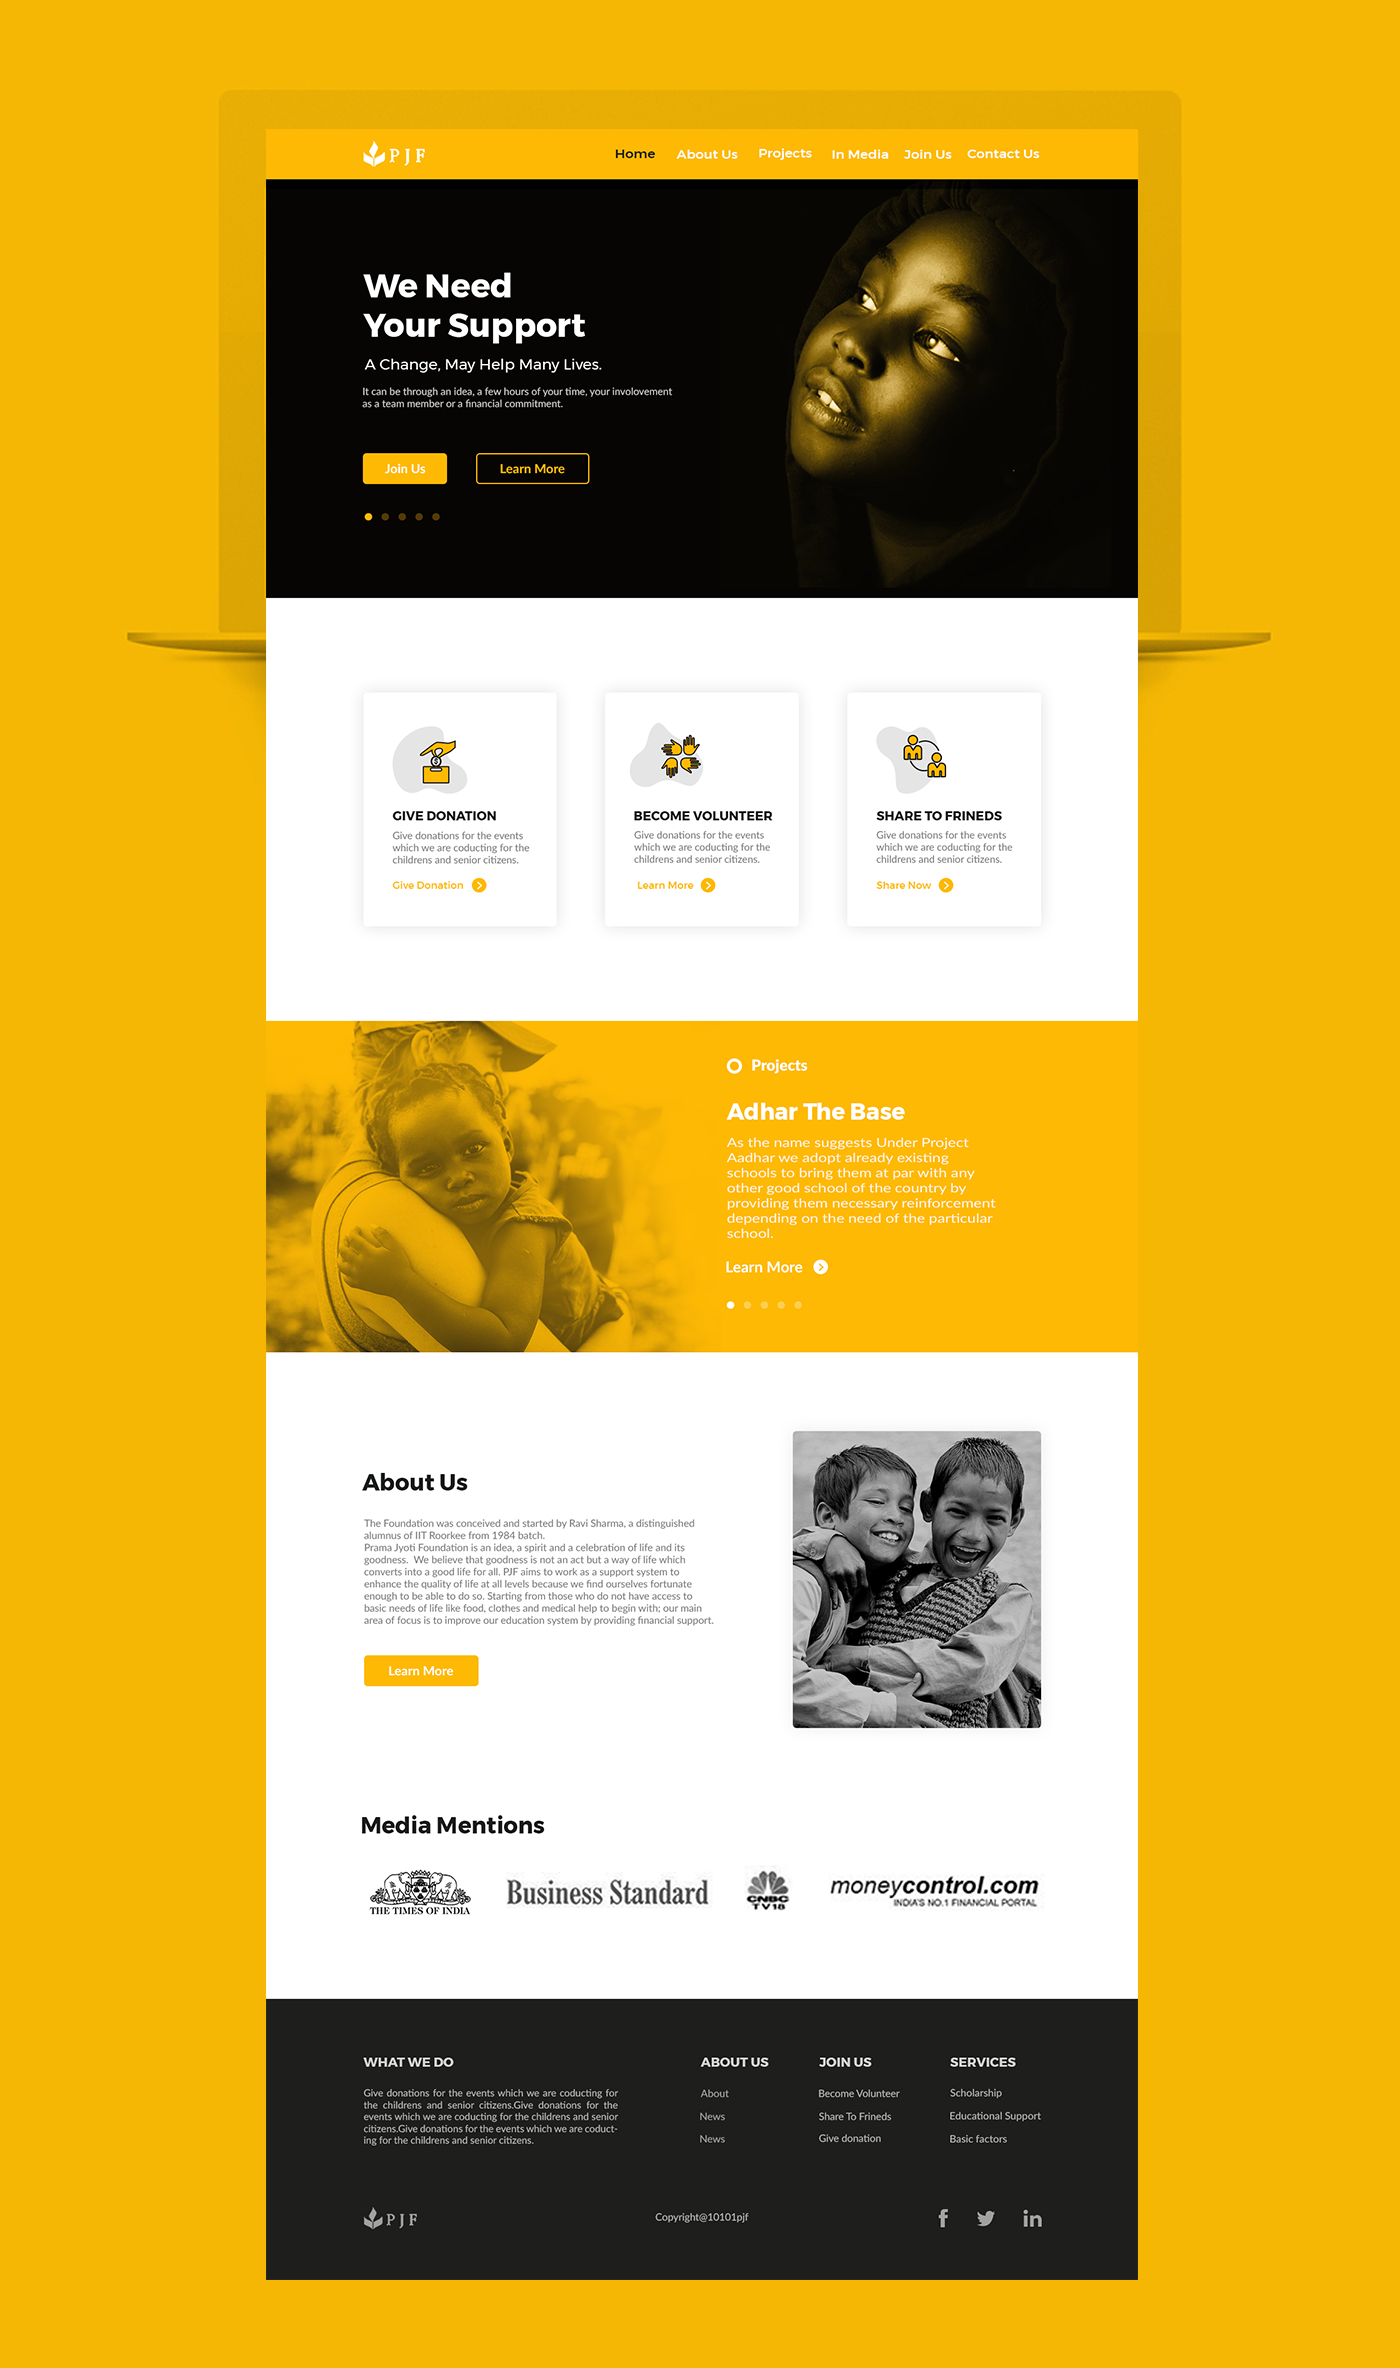 PJF
Home About Us Projects In Media Join Us Contact Us
We Need
Your Support
A Change, May Help Many Lives.
It can be through an idea, a few hours of your time, your involovement
as a team member or a financial commitment.
Join Us Learn More
GIVE DONATION
Give donations for the events
which we are coducting for the
childrens and senior citizens.
Give Donation
BECOME VOLUNTEER
Give donations for the events
which we are coducting for the
childrens and senior citizens.
Learn More
SHARE TO FRINEDS
Give donations for the events
which we are coducting for the
childrens and senior citizens.
Share Now
Projects
Adhar The Base
As the name suggests Under Project
Aadhar we adopt already existing
schools to bring them at par with any
other good school of the country by
providing them necessary reinforcement
depending on the need of the particular
school.
Learn More
About Us
The Foundation was conceived and started by Ravi Sharma, a distinguished
alumnus of IIT Roorkee from 1984 batch.
Prama Jyoti Foundation is an idea, a spirit and a celebration of life and its
goodness. We believe that goodness is not an act but a way of life which
converts into a good life for all. PJF aims to work as a support system to
enhance the quality of life at all levels because we find ourselves fortunate
enough to be able to do so. Starting from those who do not have access to
basic needs of life like food, clothes and medical help to begin with; our main
area of focus is to improve our education system by providing financial support.
Learn More
Media Mentions
THE TIMES OF INDIA
Business Standard
CNBC
TV18
moneycontrol.com
INDIA'S NO.1 FINANCIAL PORTAL
WHAT WE DO
Give donations for the events which we are coducting for
the childrens and senior citizens.Give donations for the
events which we are coducting for the childrens and senior
citizens.Give donations for the events which we are coduct-
ing for the childrens and senior citizens.
ABOUT US
About
News
News
JOIN US
Become Volunteer
Share To Frineds
Give donation
SERVICES
Scholarship
Educational Support
Basic factors
PJF
Copyright@10101pjf
f
in